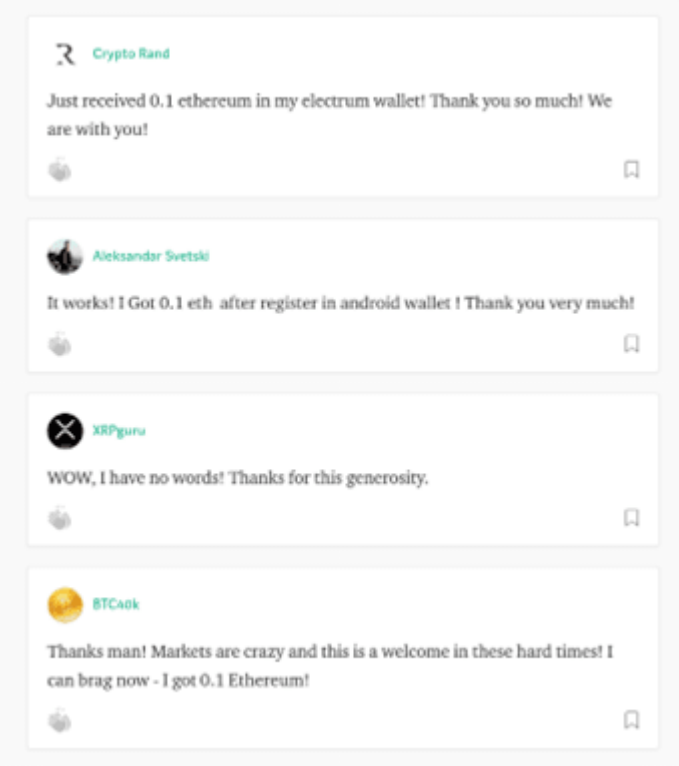 Crypto Rand
Just received 0.1 ethereum in my electrum wallet! Thank you so much! We
are with you!
Aleksandar Svetski
It works! I Got 0.1 eth  after register in android wallet ! Thank you very much!
XRPguru
WOW, I have no words! Thanks for this generosity.
BTC40k
Thanks man! Markets are crazy and this is a welcome in these hard times! I
can brag now - I got 0.1 Ethereum!